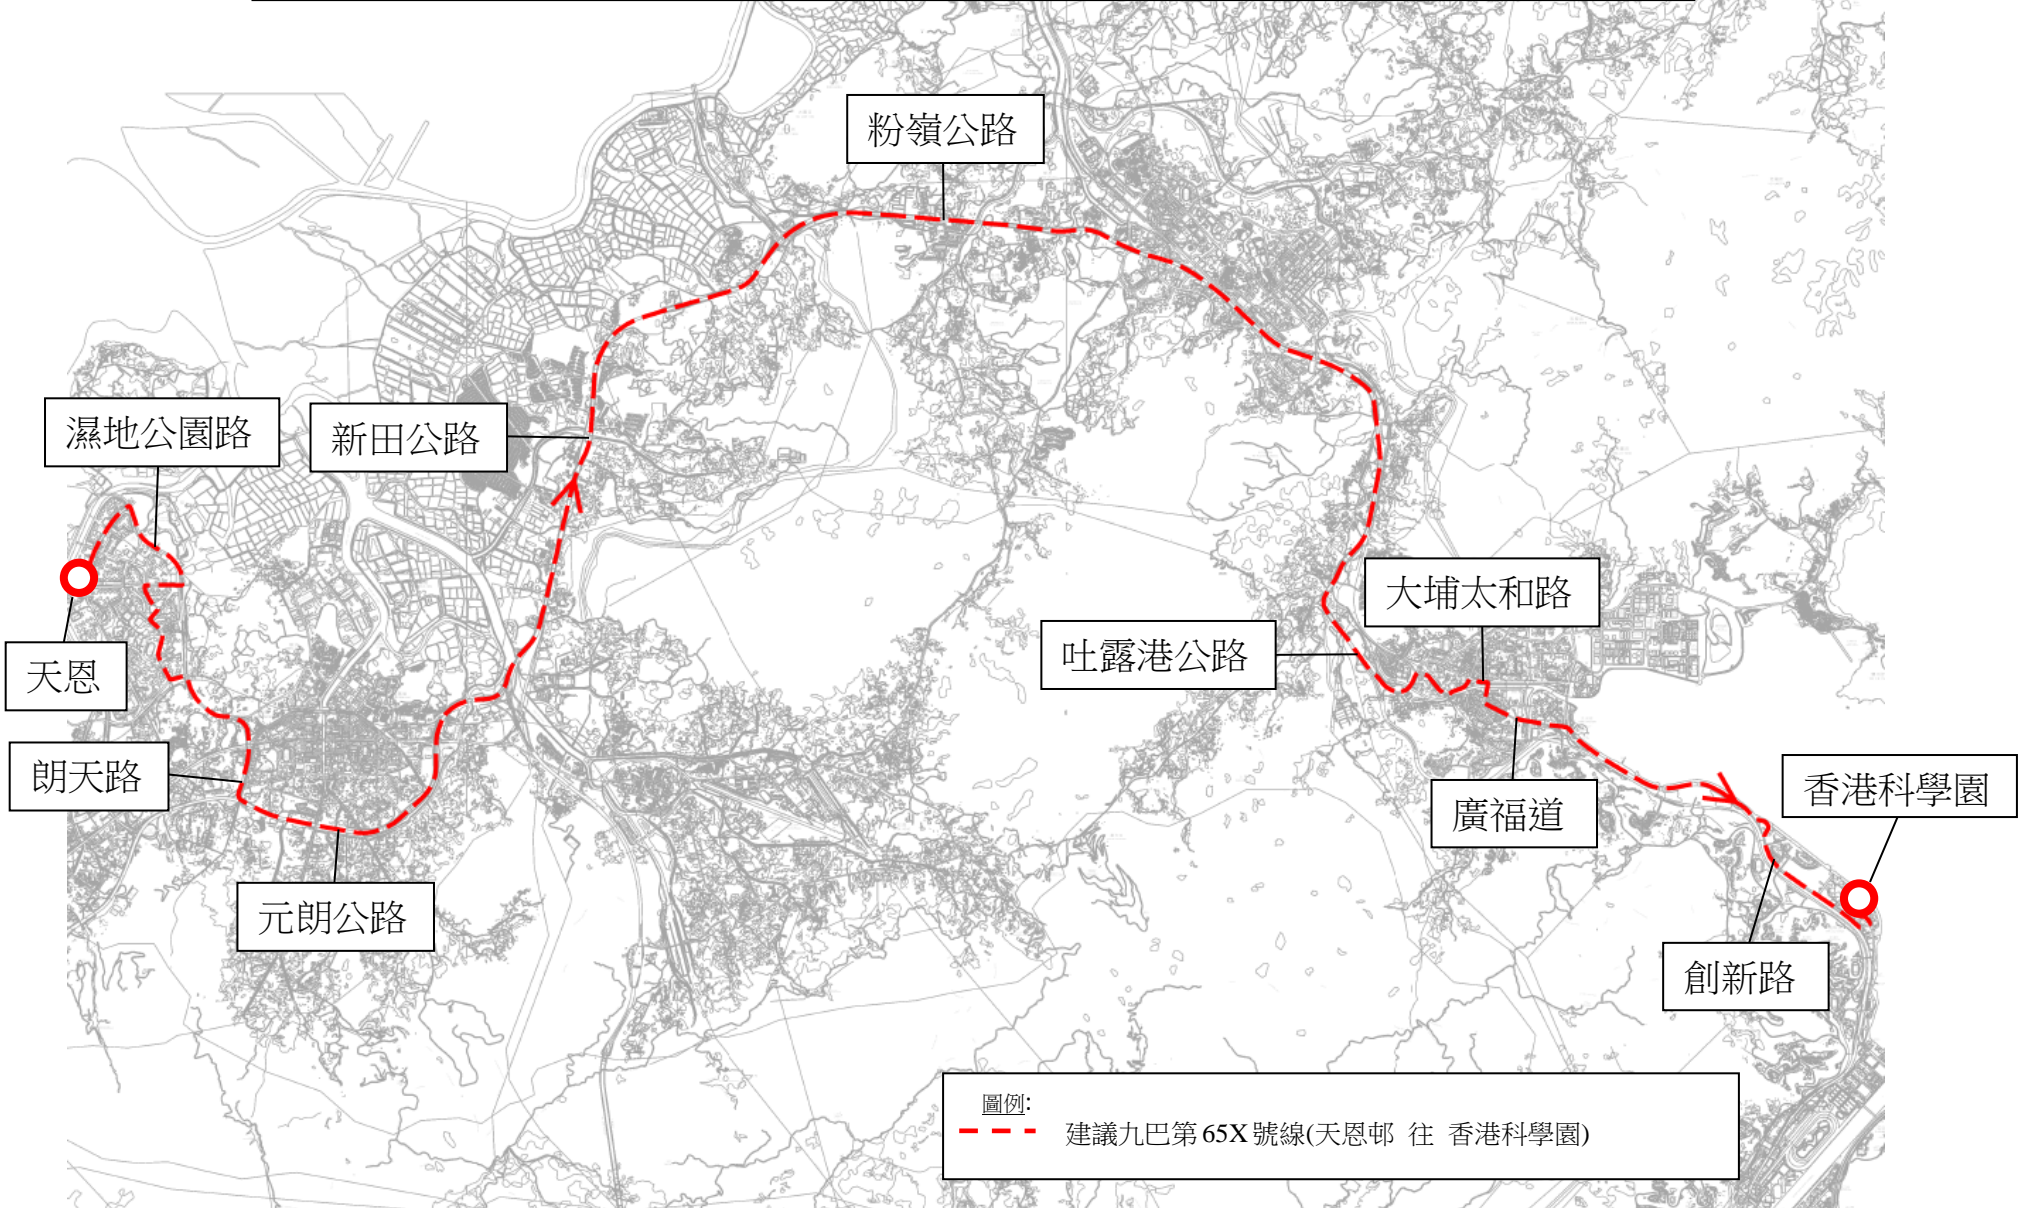 粉嶺公路
濕地公園路
新田公路
大埔太和路
吐露港公路
天恩
朗天路
香港科學園
廣福道
元朗公路
創新路
圖例:
建議九巴第 65X 號線(天恩邨 往 香港科學園)